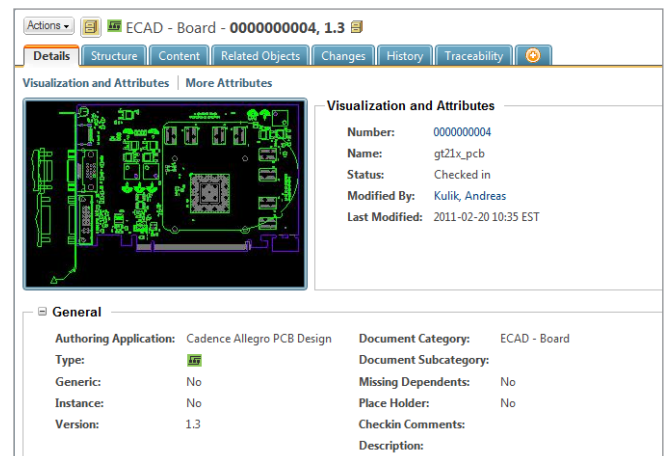 Actions ECAD - Board - 0000000004, 1.3
Details Structure Content Related Objects Changes History Traceability
Visualization and Attributes | More Attributes
Visualization and Attributes
Number: 0000000004
Name: gt21x_pcb
Status: Checked in
Modified By: Kulik, Andreas
Last Modified: 2011-02-20 10:35 EST
General
Authoring Application: Cadence Allegro PCB Design Document Category: ECAD - Board
Type: Document Subcategory:
Generic: No Missing Dependents: No
Instance: No Place Holder: No
Version: 1.3 Checkin Comments:
Description: